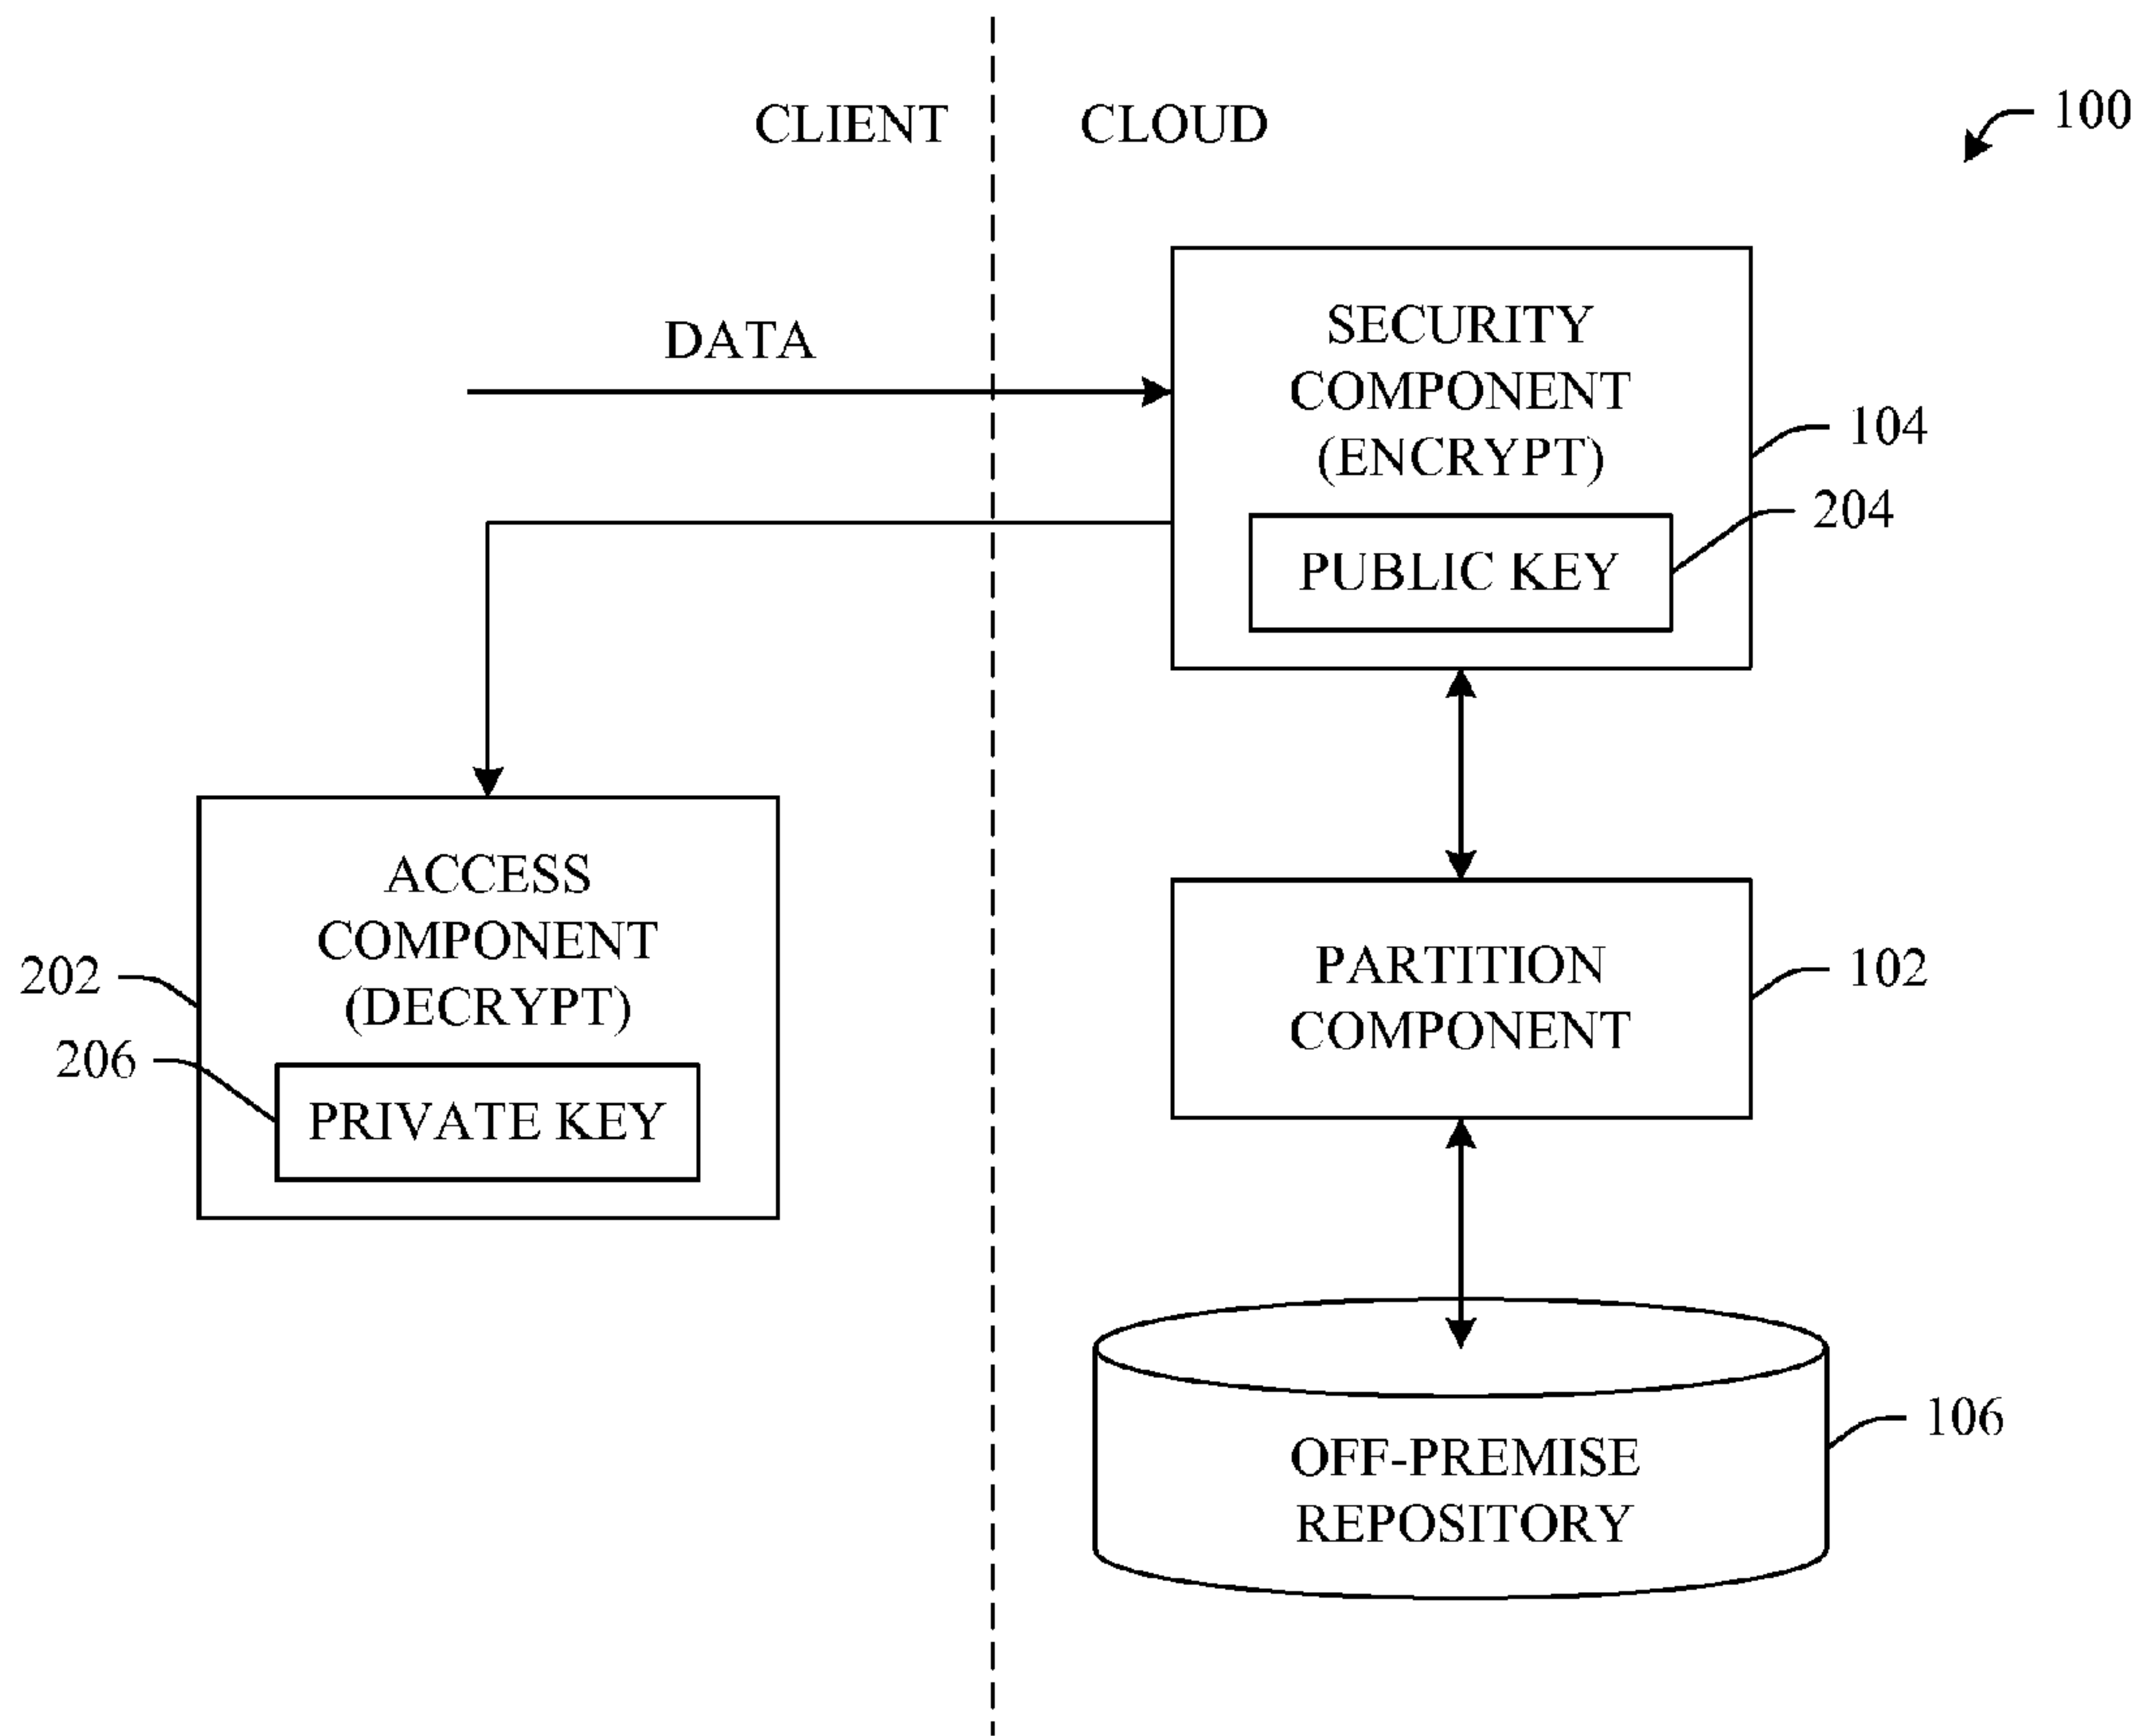 CLIENT
CLOUD
100
DATA
SECURITY
COMPONENT
(ENCRYPT)
104
204
PUBLIC KEY
ACCESS
COMPONENT
(DECRYPT)
202
206
PRIVATE KEY
PARTITION
COMPONENT
102
OFF-PREMISE
REPOSITORY
106